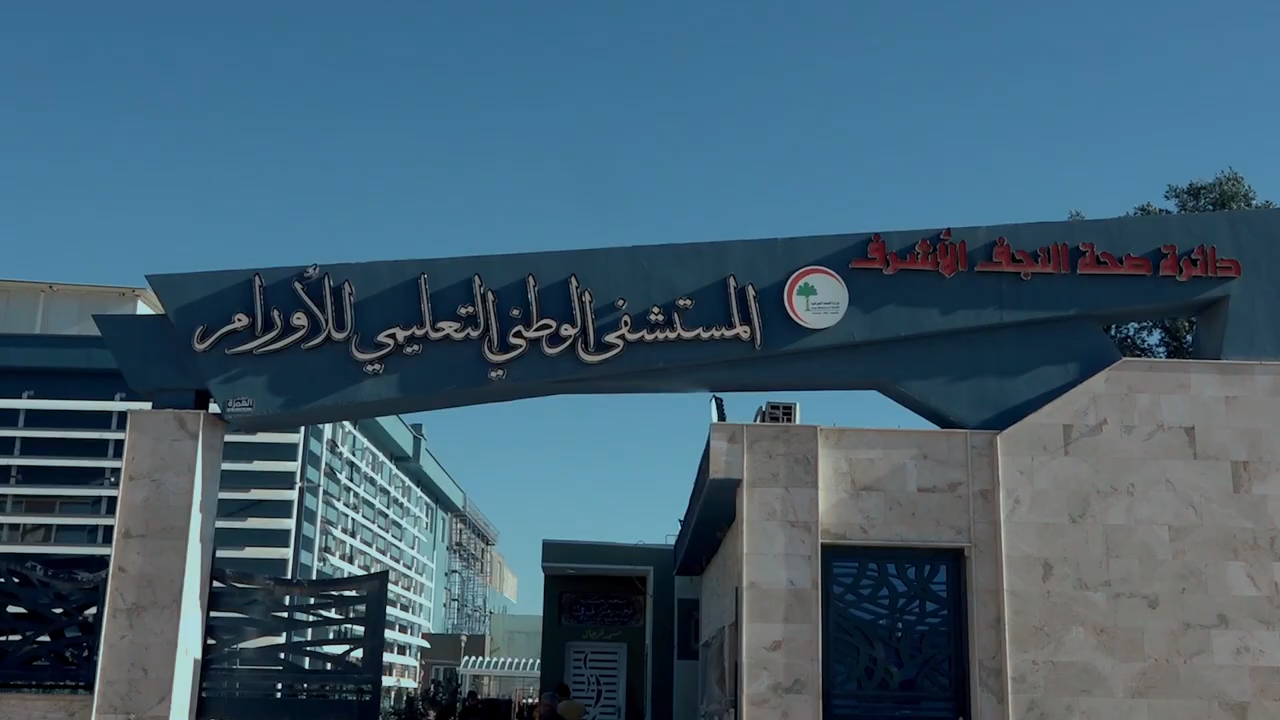 دائرة صحة النجف الأشرف
المستشفى الوطني التعليمي للأورام